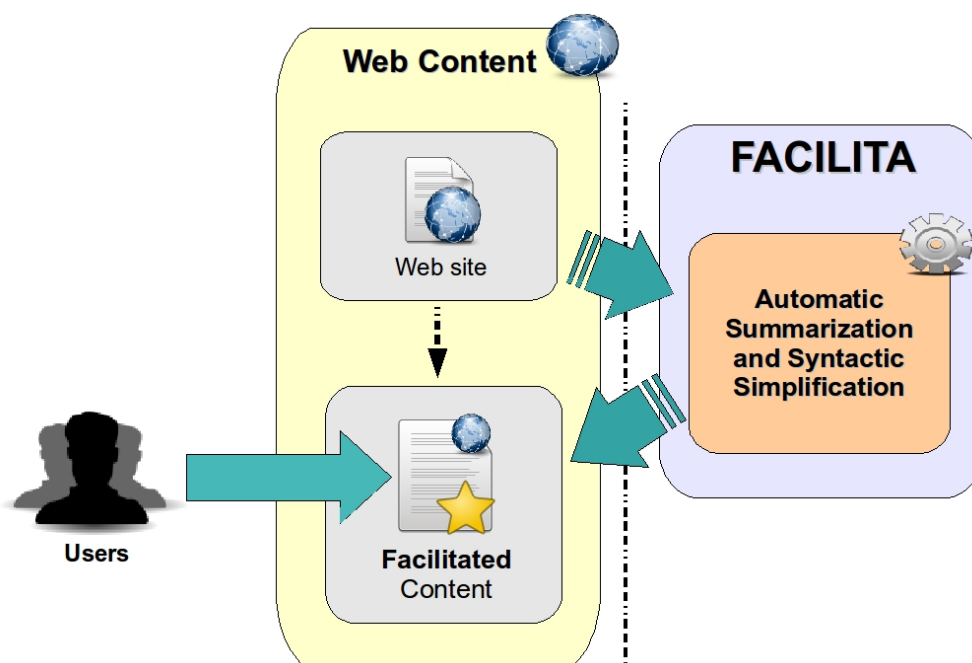 Web Content
FACILITA
Web site
Automatic
Summarization
and Syntactic
Simplification
Users
Facilitated
Content